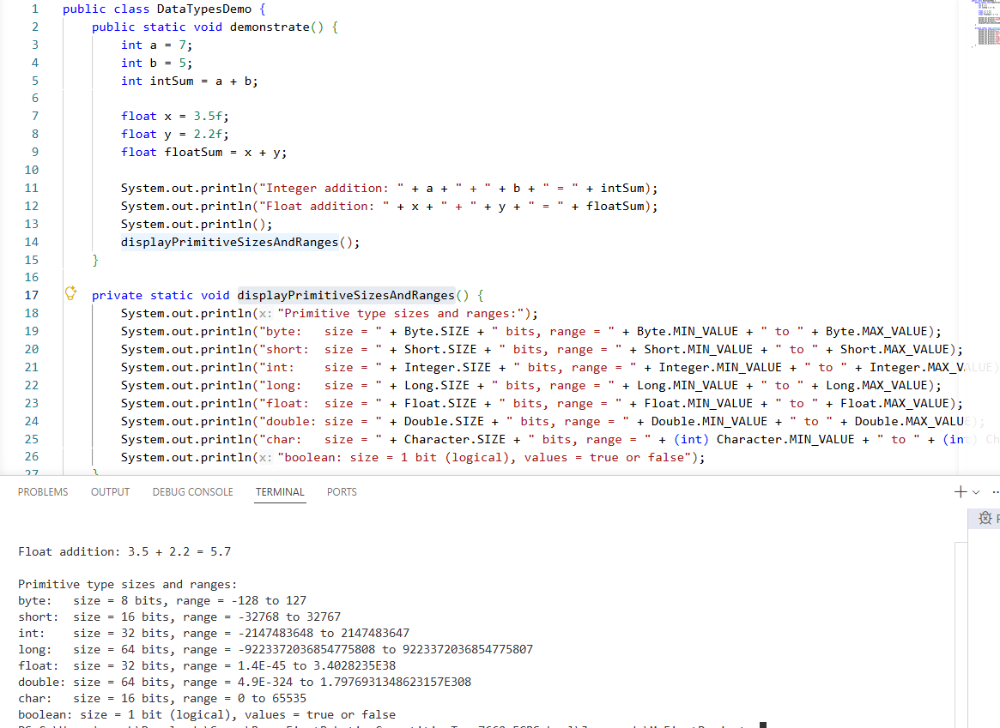 1 public class DataTypesDemo {
2 public static void demonstrate() {
3 int a = 7;
4 int b = 5;
5 int intSum = a + b;
6
7 float x = 3.5f;
8 float y = 2.2f;
9 float floatSum = x + y;
10
11 System.out.println("Integer addition: " + a + " + " + b + " = " + intSum);
12 System.out.println("Float addition: " + x + " + " + y + " = " + floatSum);
13 System.out.println();
14 displayPrimitiveSizesAndRanges();
15 }
16
17 private static void displayPrimitiveSizesAndRanges() {
18 System.out.println(x: "Primitive type sizes and ranges:");
19 System.out.println("byte:   size = " + Byte.SIZE + " bits, range = " + Byte.MIN_VALUE + " to " + Byte.MAX_VALUE);
20 System.out.println("short:  size = " + Short.SIZE + " bits, range = " + Short.MIN_VALUE + " to " + Short.MAX_VALUE);
21 System.out.println("int:    size = " + Integer.SIZE + " bits, range = " + Integer.MIN_VALUE + " to " + Integer.MAX_VALUE)
22 System.out.println("long:   size = " + Long.SIZE + " bits, range = " + Long.MIN_VALUE + " to " + Long.MAX_VALUE);
23 System.out.println("float:  size = " + Float.SIZE + " bits, range = " + Float.MIN_VALUE + " to " + Float.MAX_VALUE);
24 System.out.println("double: size = " + Double.SIZE + " bits, range = " + Double.MIN_VALUE + " to " + Double.MAX_VALUE);
25 System.out.println("char:   size = " + Character.SIZE + " bits, range = " + (int) Character.MIN_VALUE + " to " + (int) Ch
26 System.out.println(x: "boolean: size = 1 bit (logical), values = true or false");
27 }
PROBLEMS OUTPUT DEBUG CONSOLE TERMINAL PORTS
Float addition: 3.5 + 2.2 = 5.7
Primitive type sizes and ranges:
byte:   size = 8 bits, range = -128 to 127
short:  size = 16 bits, range = -32768 to 32767
int:    size = 32 bits, range = -2147483648 to 2147483647
long:   size = 64 bits, range = -9223372036854775808 to 9223372036854775807
float:  size = 32 bits, range = 1.4E-45 to 3.4028235E38
double: size = 64 bits, range = 4.9E-324 to 1.7976931348623157E308
char:   size = 16 bits, range = 0 to 65535
boolean: size = 1 bit (logical), values = true or false